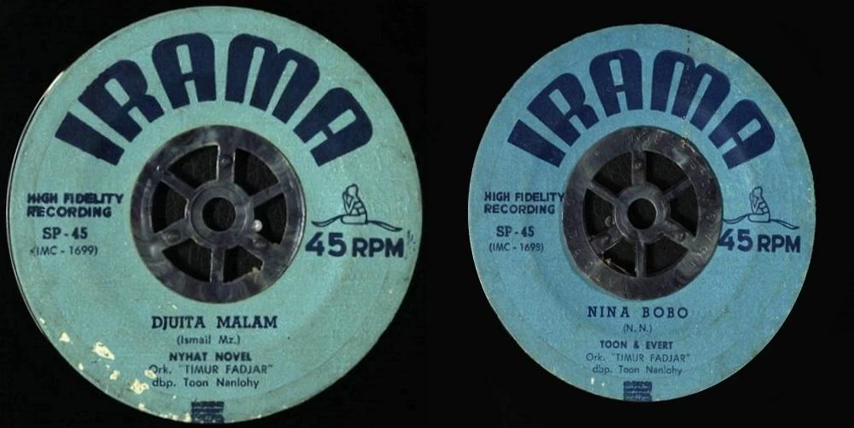 IRAMA
HIGH FIDELITY
RECORDING
SP-45
(IMC - 1699)
45 RPM
DJUITA MALAM
(Ismail Mz.)
NYHAT NOVEL
Ork. "TIMUR FADJAR"
dbp. Toon Nanlohy
IRAMA
HIGH FIDELITY
RECORDING
SP-45
(IMC - 1699)
45 RPM
NINA BOBO
(N.N.)
TOON & EVERT
Ork. "TIMUR FADJAR"
dbp. Toon Nanlohy